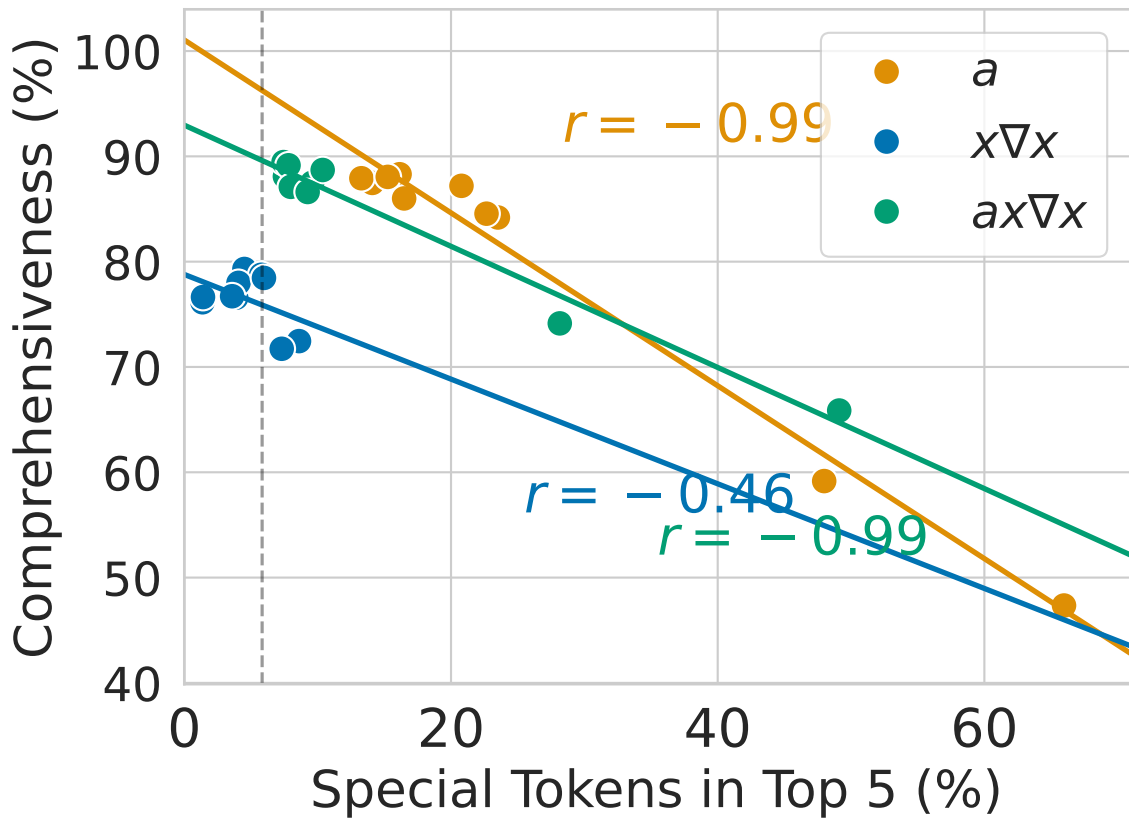 Comprehensiveness (%)
100
90
80
70
60
50
40
0
20
40
60
Special Tokens in Top 5 (%)
r = − 0.99
r = − 0.46
r = − 0.99
a
x∇x
ax∇x